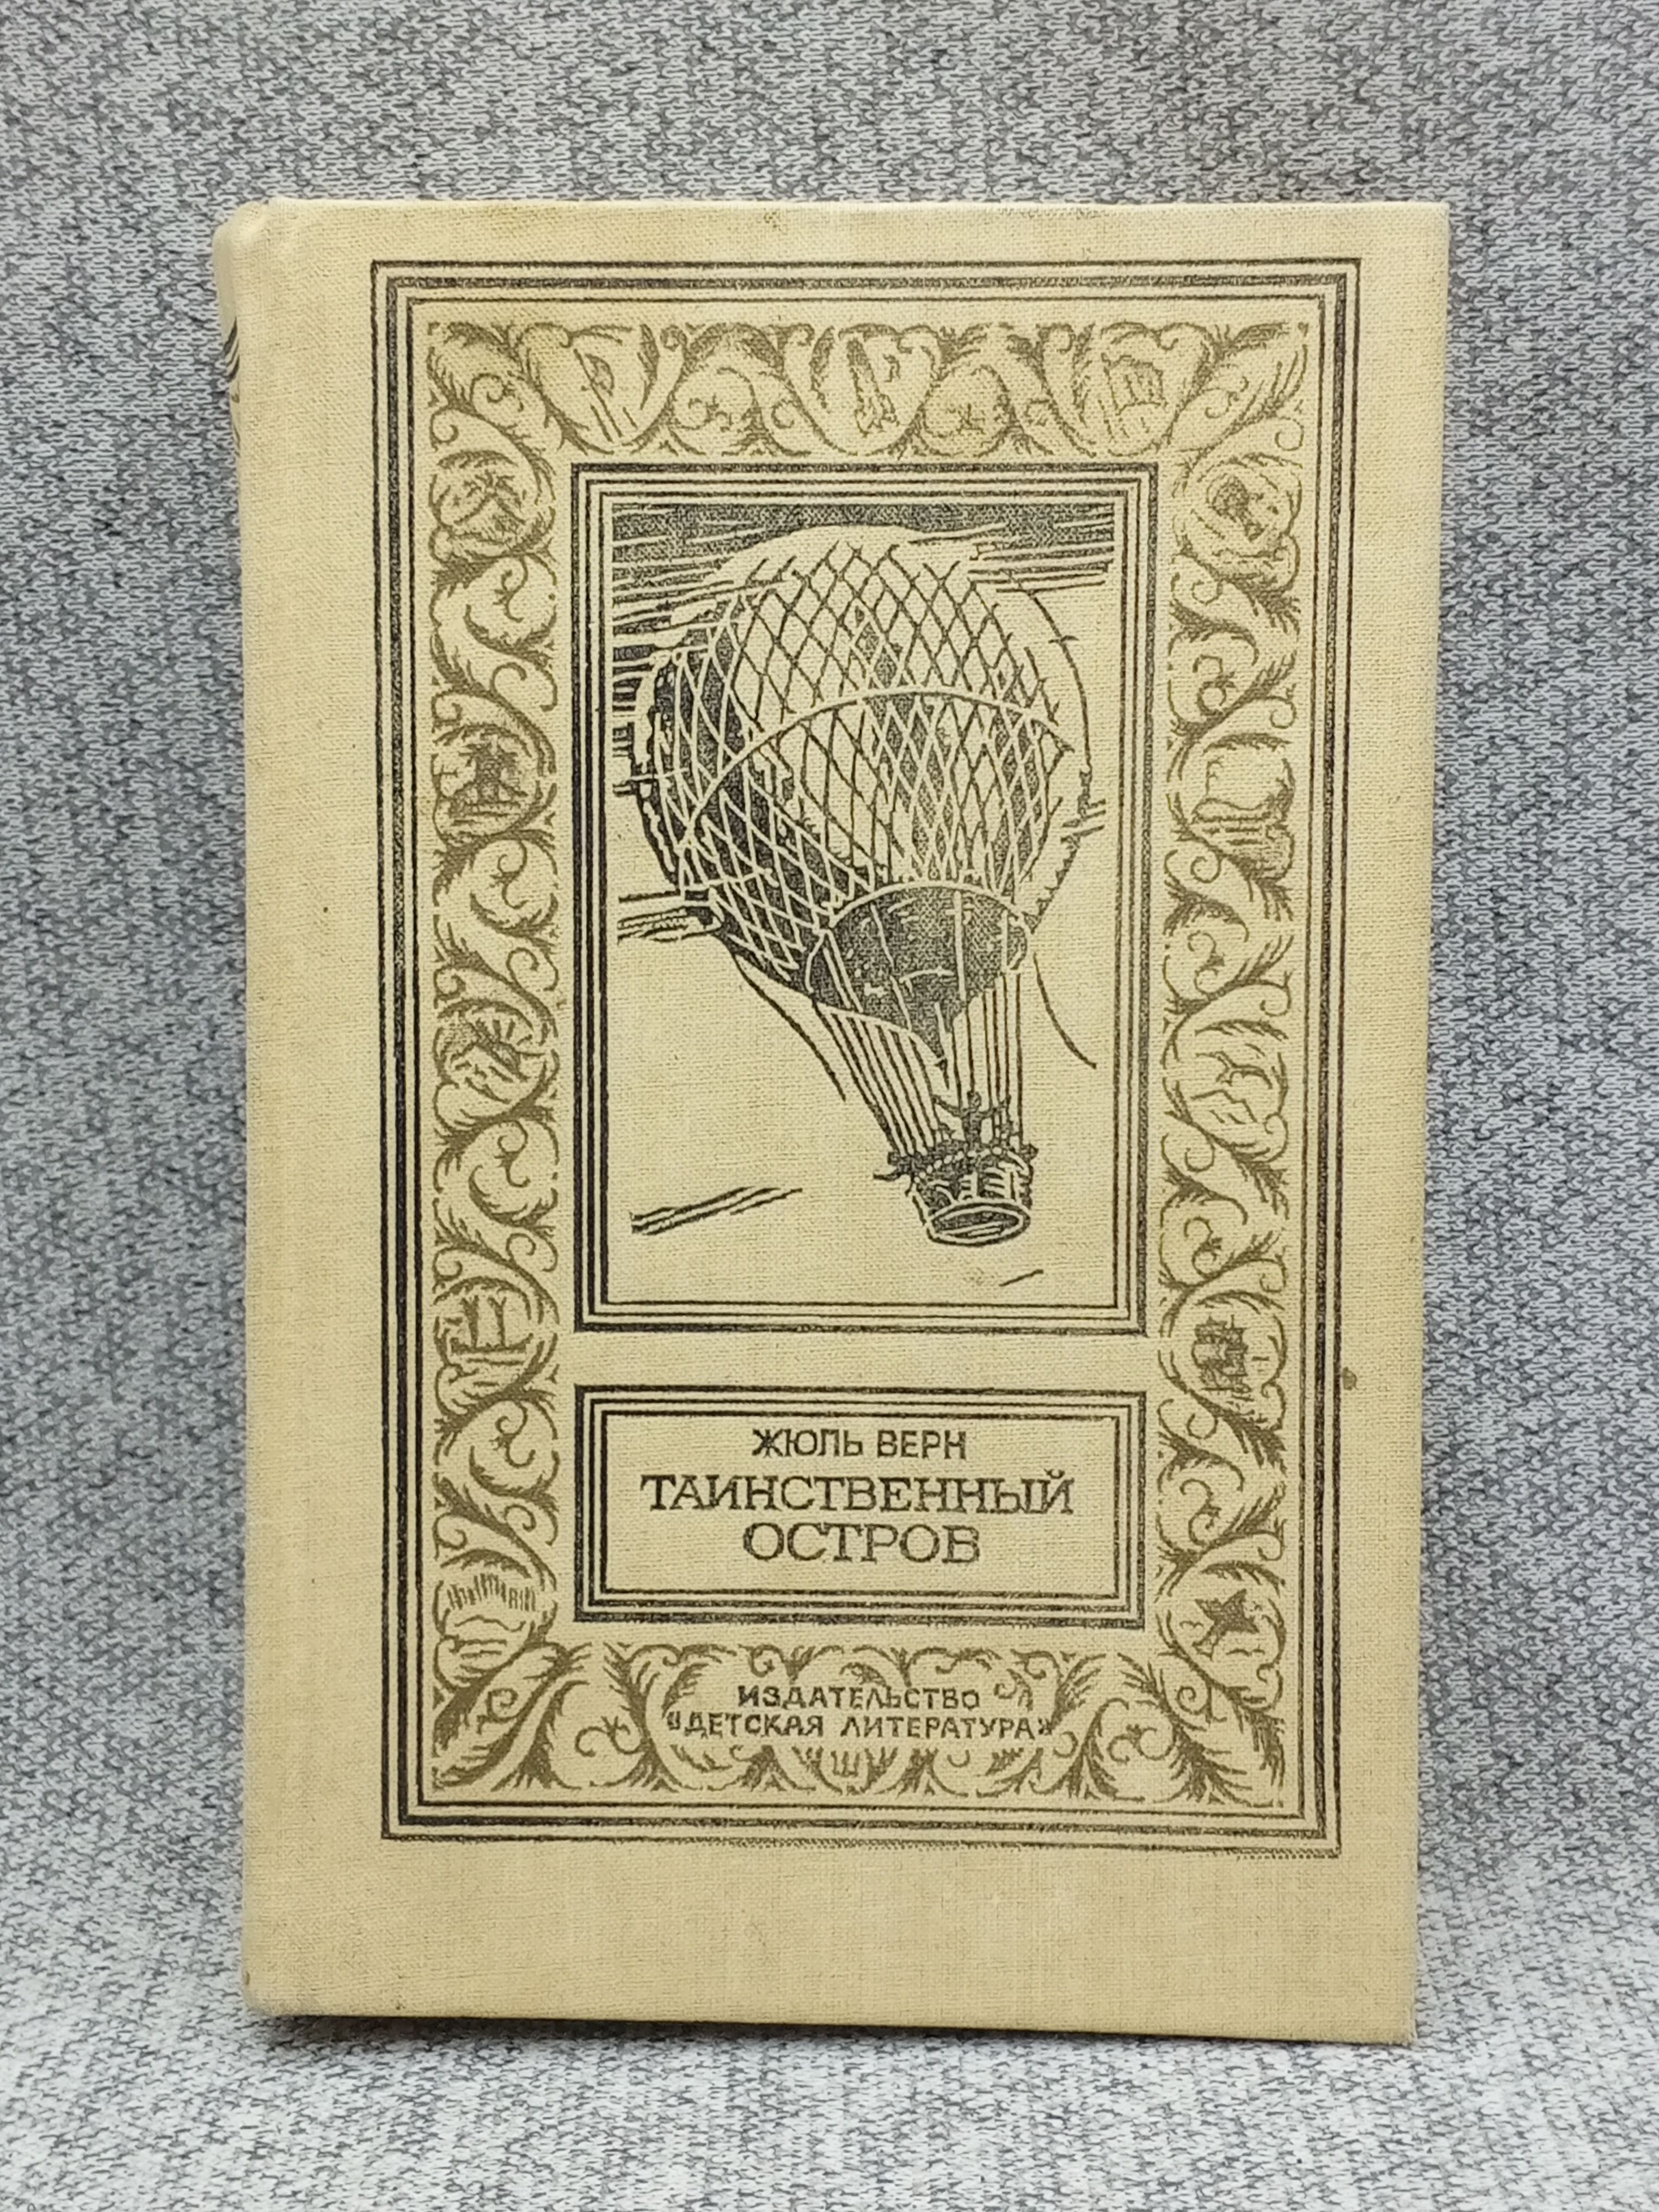 ЖЮЛЬ ВЕРН
ТАИНСТВЕННЫЙ
ОСТРОВ
ИЗДАТЕЛЬСТВО
"ДЕТСКАЯ ЛИТЕРАТУРА"